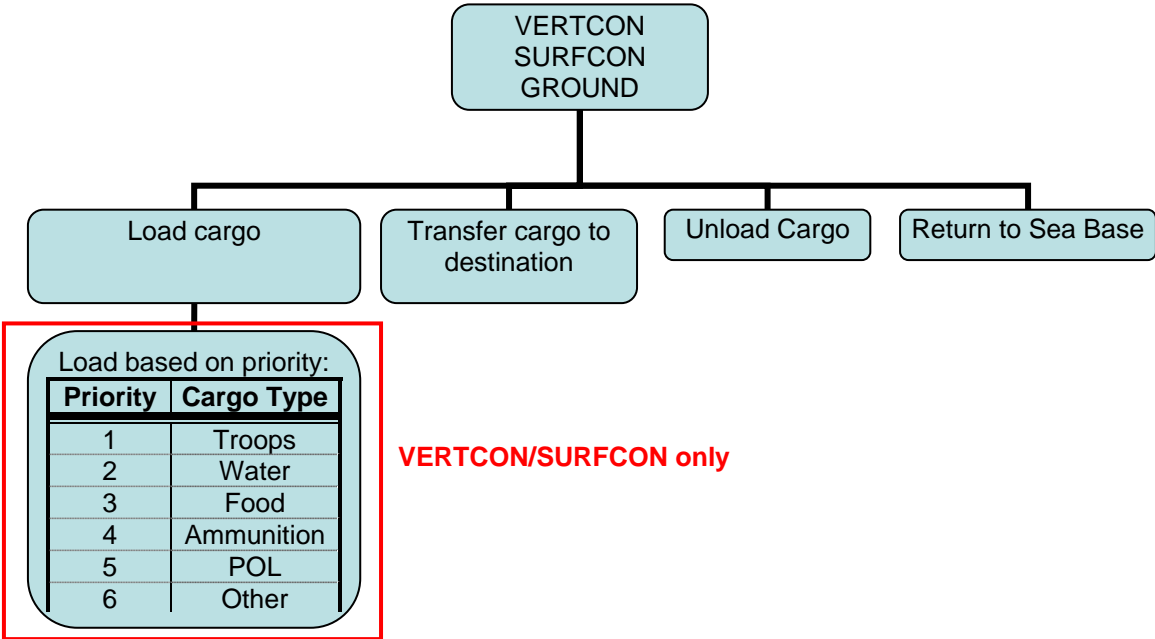 VERTCON
SURFCON
GROUND
Load cargo
Transfer cargo to
destination
Unload Cargo
Return to Sea Base
Load based on priority:
Priority Cargo Type
1 Troops
2 Water
3 Food
4 Ammunition
5 POL
6 Other
VERTCON/SURFCON only